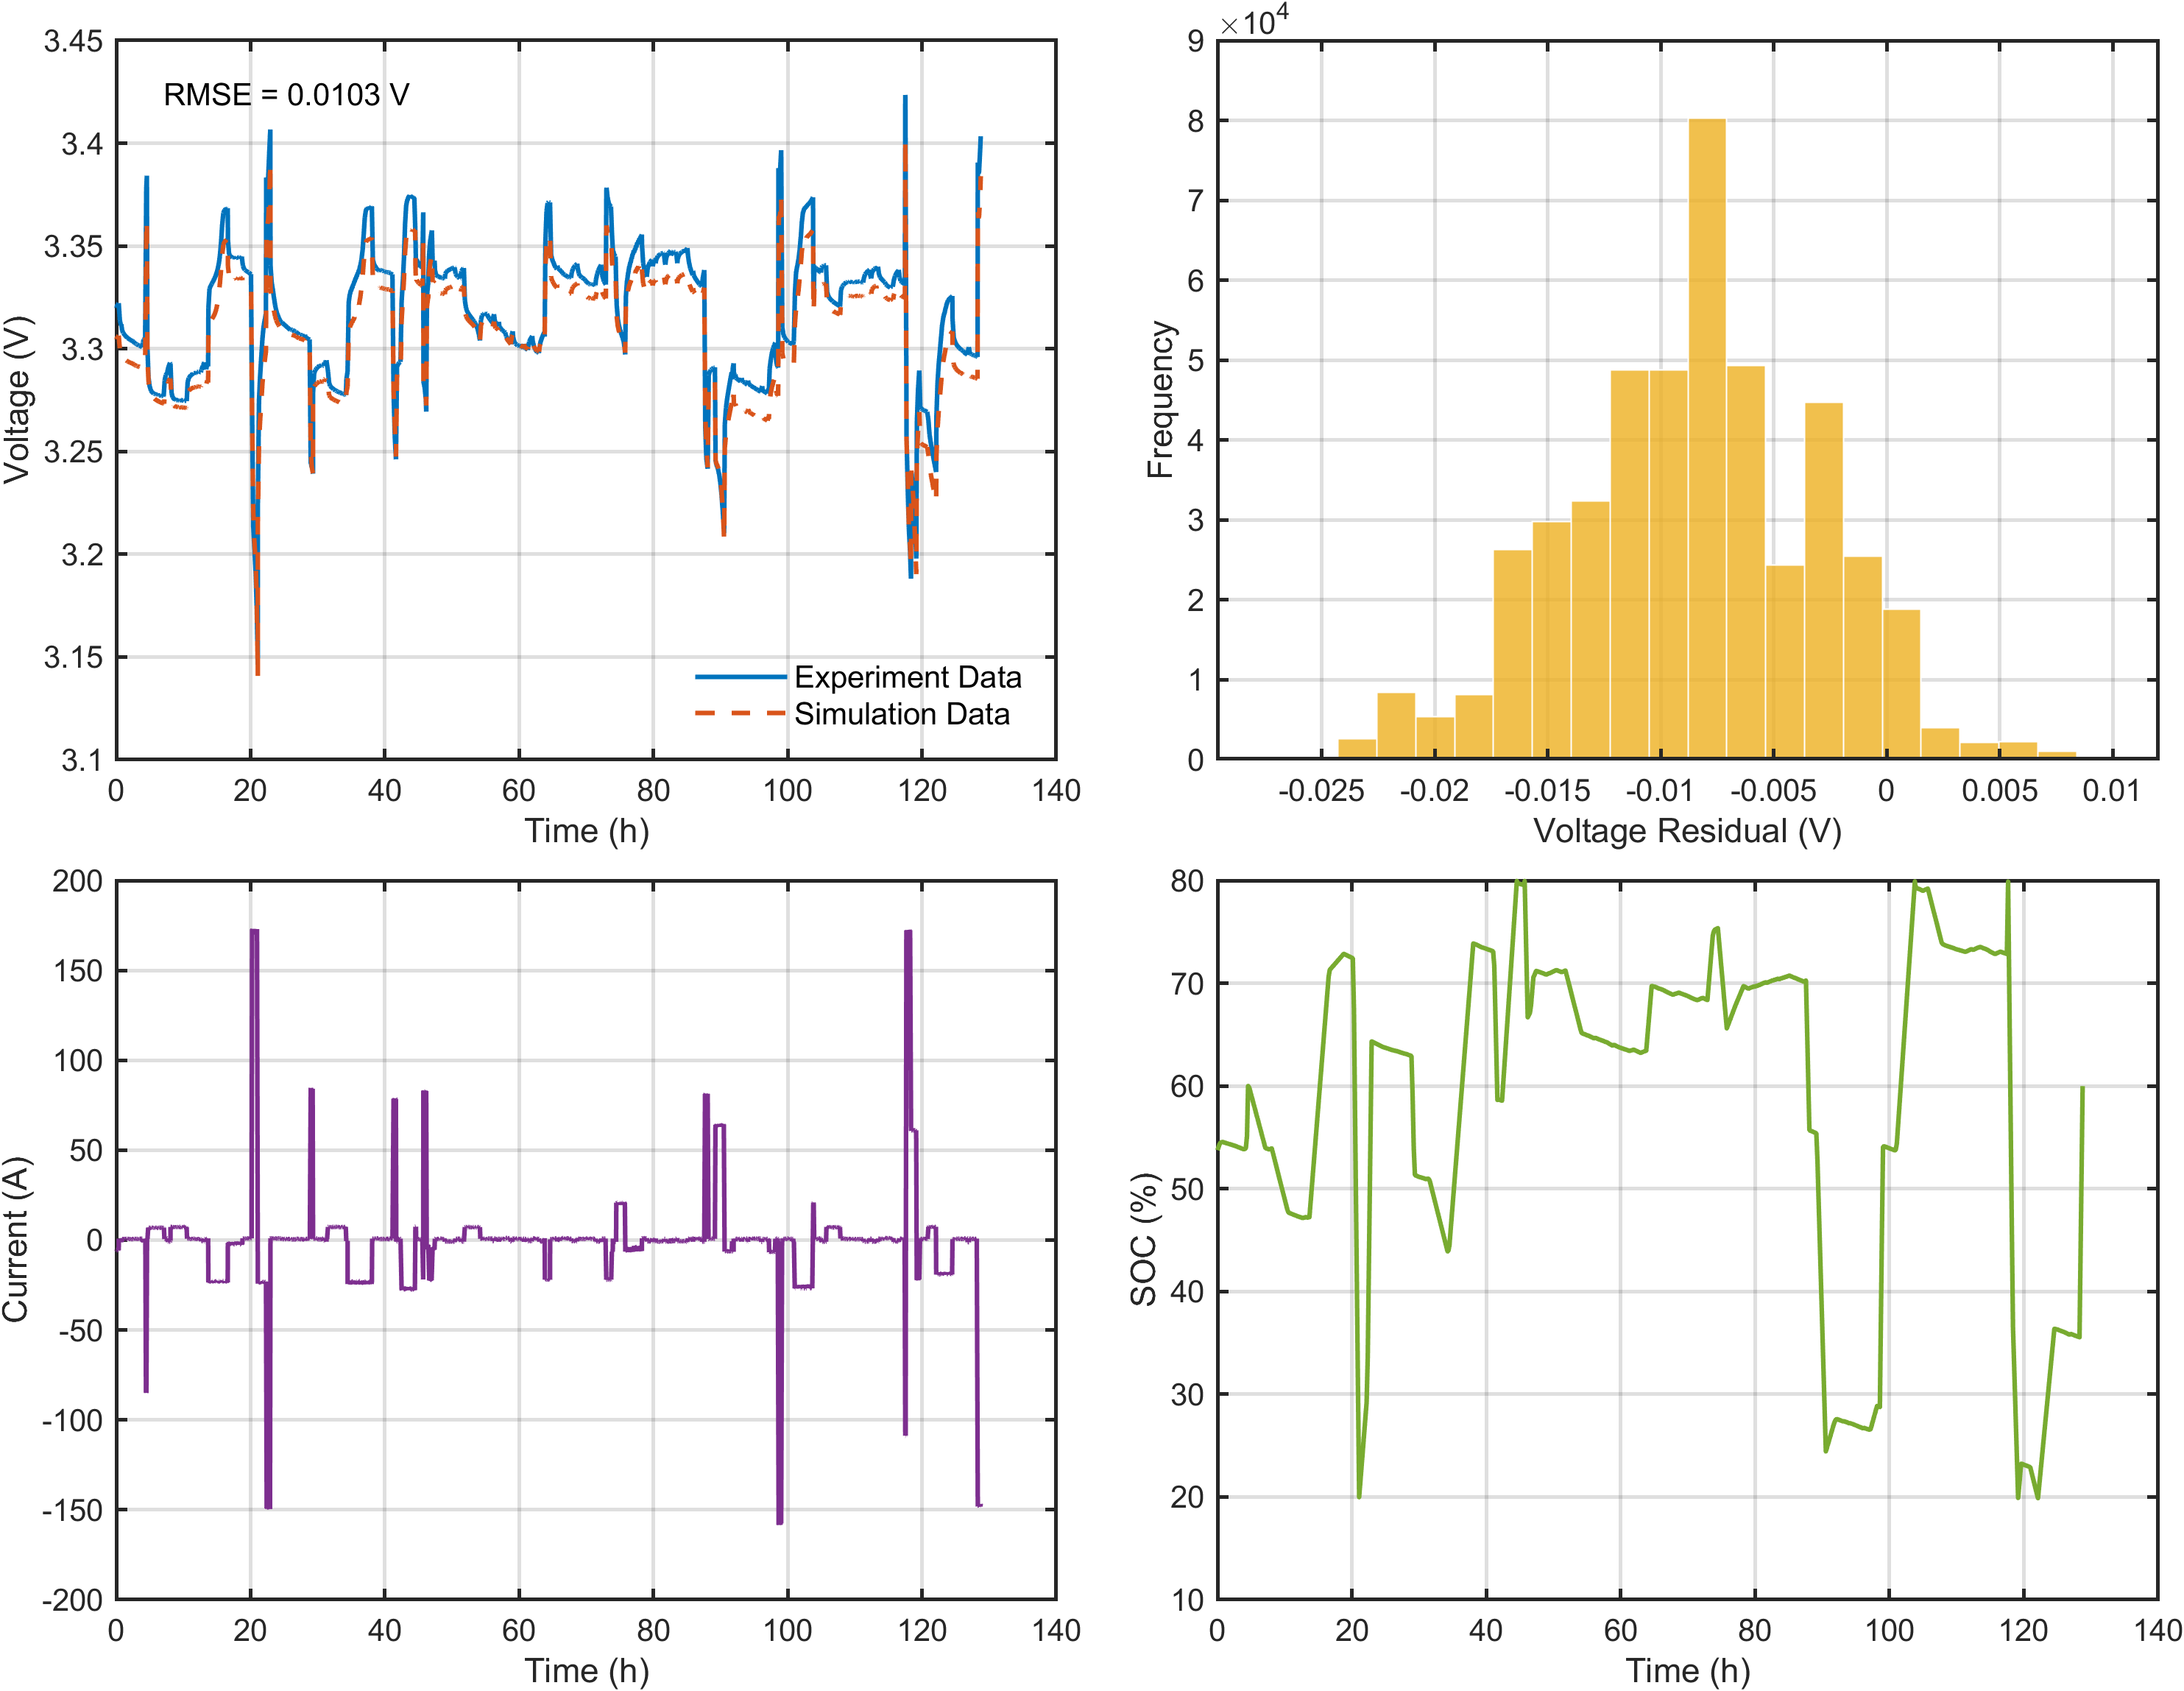 3.45
3.4
3.35
3.3
3.25
3.2
3.15
3.1
Voltage (V)
RMSE = 0.0103 V
Experiment Data
Simulation Data
0 20 40 60 80 100 120 140
Time (h)
×10⁴
9
8
7
6
5
4
3
2
1
0
Frequency
-0.025 -0.02 -0.015 -0.01 -0.005 0 0.005 0.01
Voltage Residual (V)
200
150
100
50
0
-50
-100
-150
-200
Current (A)
0 20 40 60 80 100 120 140
Time (h)
80
70
60
50
40
30
20
10
SOC (%)
0 20 40 60 80 100 120 140
Time (h)